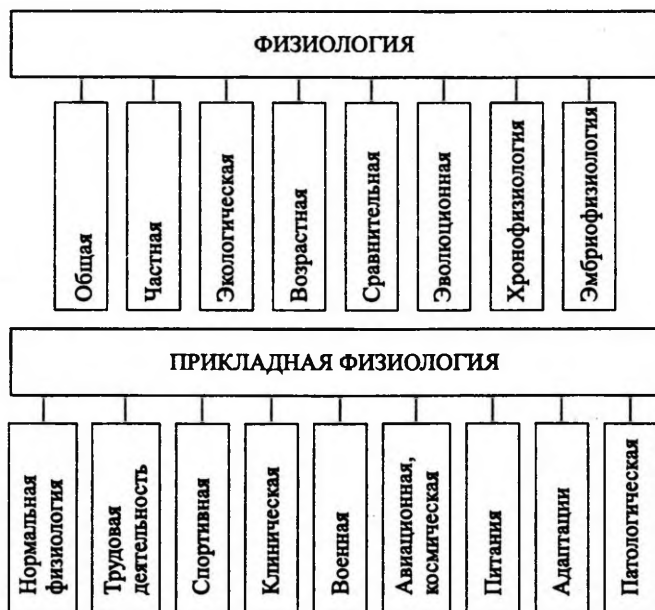 ФИЗИОЛОГИЯ
Общая
Частная
Экологическая
Возрастная
Сравнительная
Эволюционная
Хронофизиология
Эмбриофизиология
ПРИКЛАДНАЯ ФИЗИОЛОГИЯ
Нормальная
физиология
Трудовая
деятельность
Спортивная
Клиническая
Военная
Авиационная,
космическая
Питания
Адаптации
Патологическая